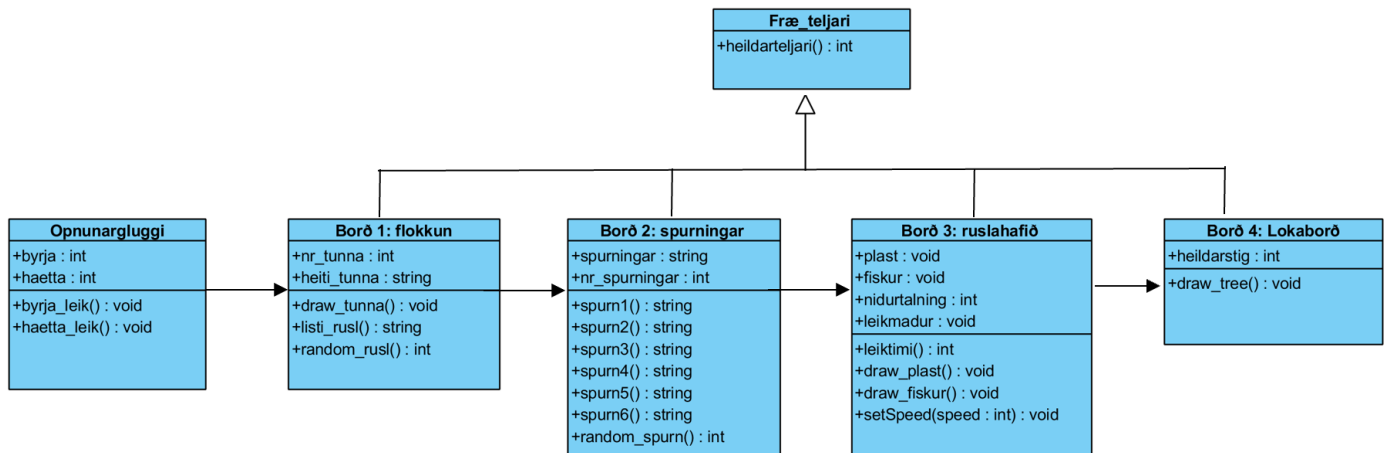 Fræ_teljari
+heildarteljari() : int
Opnunargluggi
+byrja : int
+haetta : int
+byrja_leik() : void
+haetta_leik() : void
Borð 1: flokkun
+nr_tunna : int
+heiti_tunna : string
+draw_tunna() : void
+listi_rusl() : string
+random_rusl() : int
Borð 2: spurningar
+spurningar : string
+nr_spurningar : int
+spurn1() : string
+spurn2() : string
+spurn3() : string
+spurn4() : string
+spurn5() : string
+spurn6() : string
+random_spurn() : int
Borð 3: ruslahafið
+plast : void
+fiskur : void
+nidurtalning : int
+leikmadur : void
+leiktimi() : int
+draw_plast() : void
+draw_fiskur() : void
+setSpeed(speed : int) : void
Borð 4: Lokaborð
+heildarstig : int
+draw_tree() : void